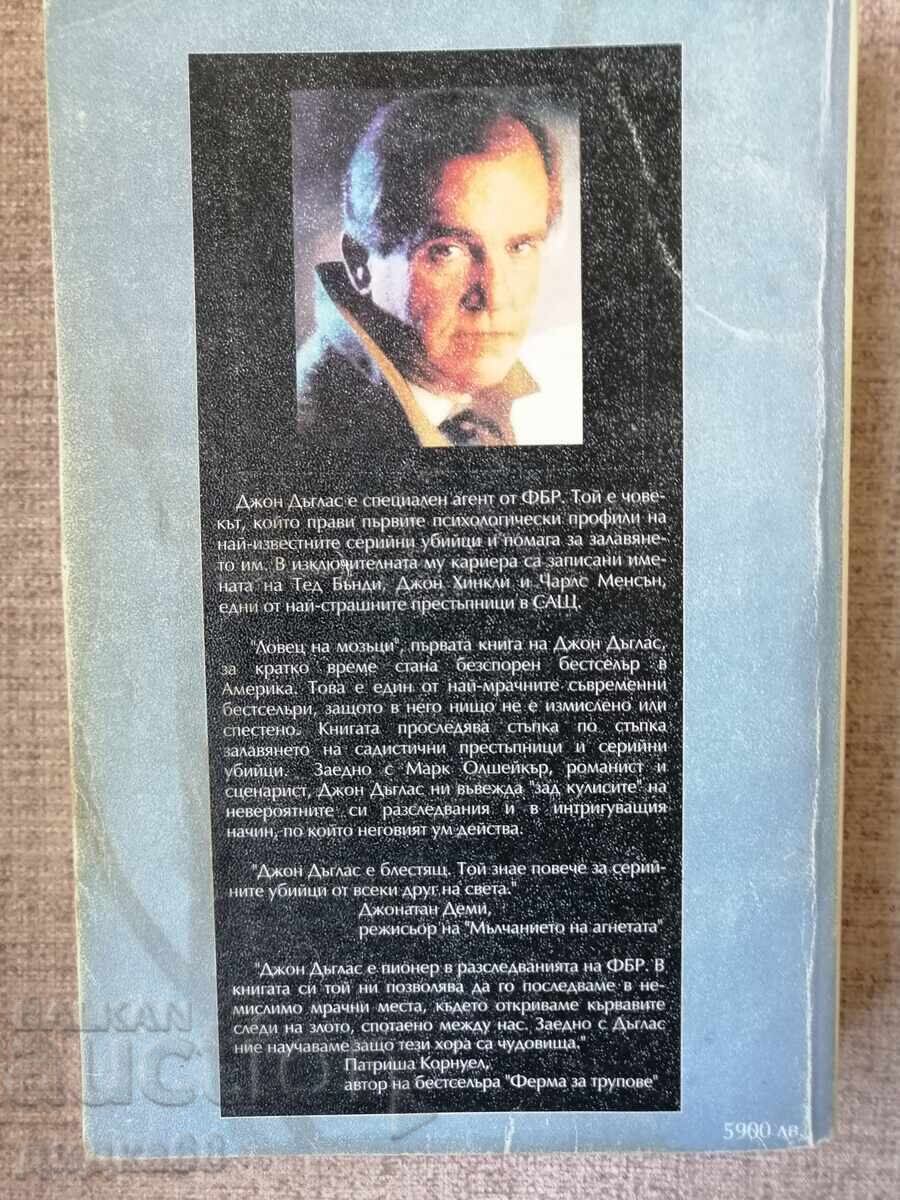 Джон Дъглас е специален агент от ФБР. Той е чове-
кът, който прави първите психологически профили на
най-известните серийни убийци и помага за залавяне-
то им. В изключителната му кариера са записани име-
ната на Тед Бънди, Джон Хинкли и Чарлс Менсън,
едни от най-страшните престъпници в САЩ.
"Ловец на мозъци", първата книга на Джон Дъглас,
за кратко време стана безспорен бестселър в
Америка. Това е един от най-мрачните съвременни
бестселъри, защото в него нищо не е измислено или
спестено. Книгата проследява стъпка по стъпка
залавянето на садистични престъпници и серийни
убийци. Заедно с Марк Олшейкър, романист и
сценарист, Джон Дъглас ни въвежда "зад кулисите" на
невероятните си разследвания и в интригуващия
начин, по който неговият ум действа.
"Джон Дъглас е блестящ. Той знае повече за серий-
ните убийци от всеки друг на света."
Джонатан Деми,
режисьор на "Мълчанието на агнетата"
"Джон Дъглас е пионер в разследванията на ФБР. В
книгата си той ни позволява да го последваме в не-
мислимо мрачни места, където откриваме кървавите
следи на злото, спотаено между нас. Заедно с Дъглас
ние научаваме защо тези хора са чудовища."
Патриша Корнуел,
автор на бестселъра "Ферма за трупове"
5900 лв.